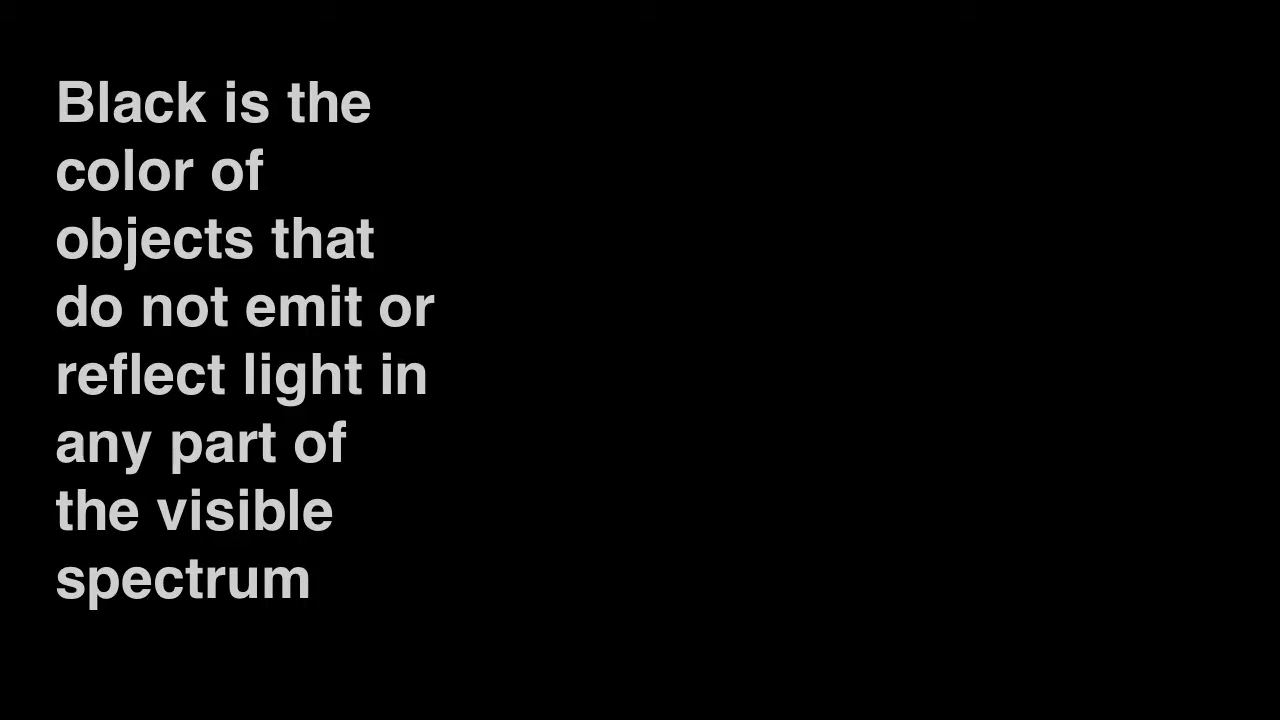 Black is the
color of
objects that
do not emit or
reflect light in
any part of
the visible
spectrum